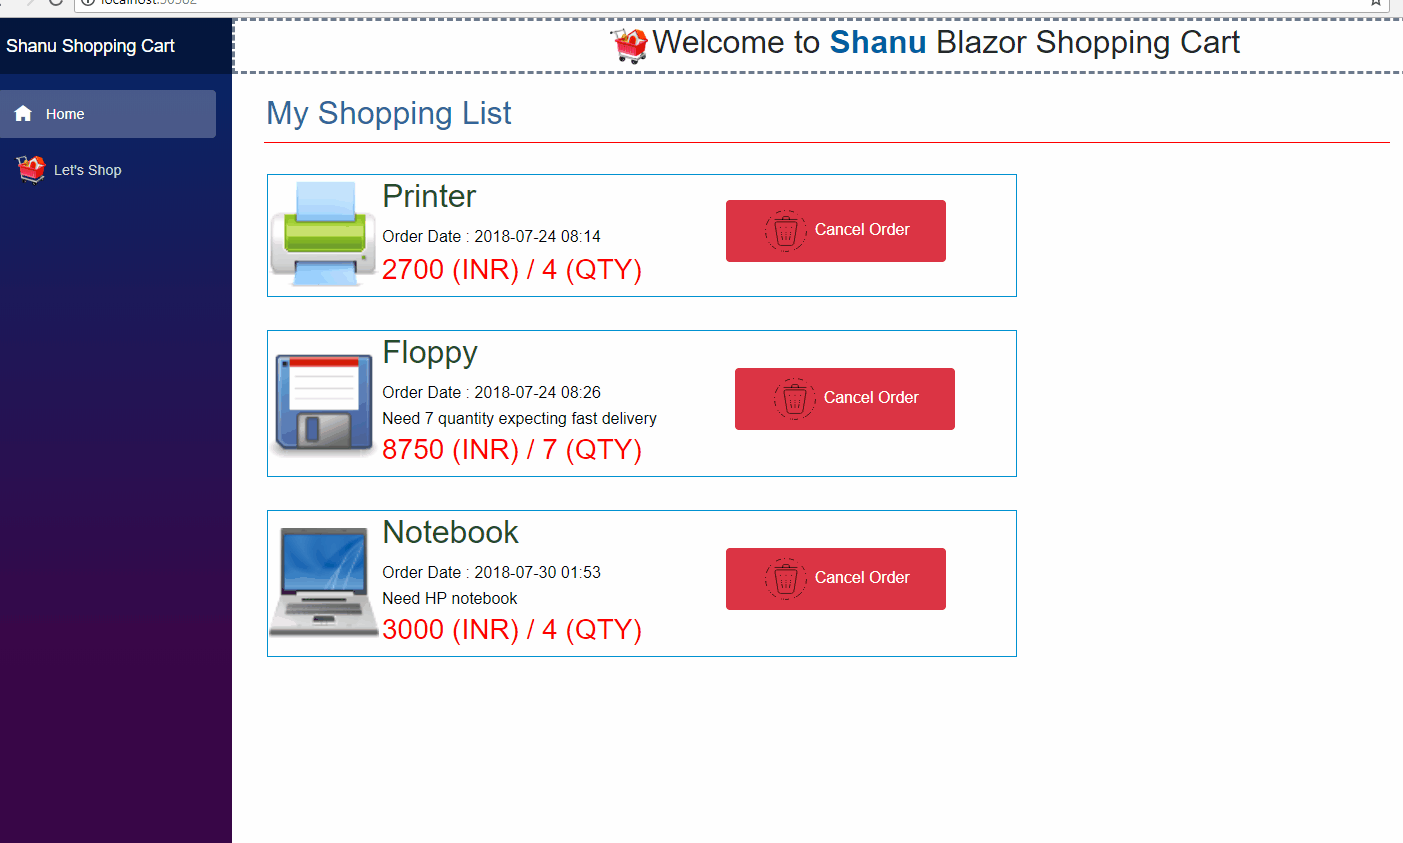 Shanu Shopping Cart
Welcome to Shanu Blazor Shopping Cart
Home
Let's Shop
My Shopping List
Printer
Order Date : 2018-07-24 08:14
2700 (INR) / 4 (QTY)
Cancel Order
Floppy
Order Date : 2018-07-24 08:26
Need 7 quantity expecting fast delivery
8750 (INR) / 7 (QTY)
Cancel Order
Notebook
Order Date : 2018-07-30 01:53
Need HP notebook
3000 (INR) / 4 (QTY)
Cancel Order